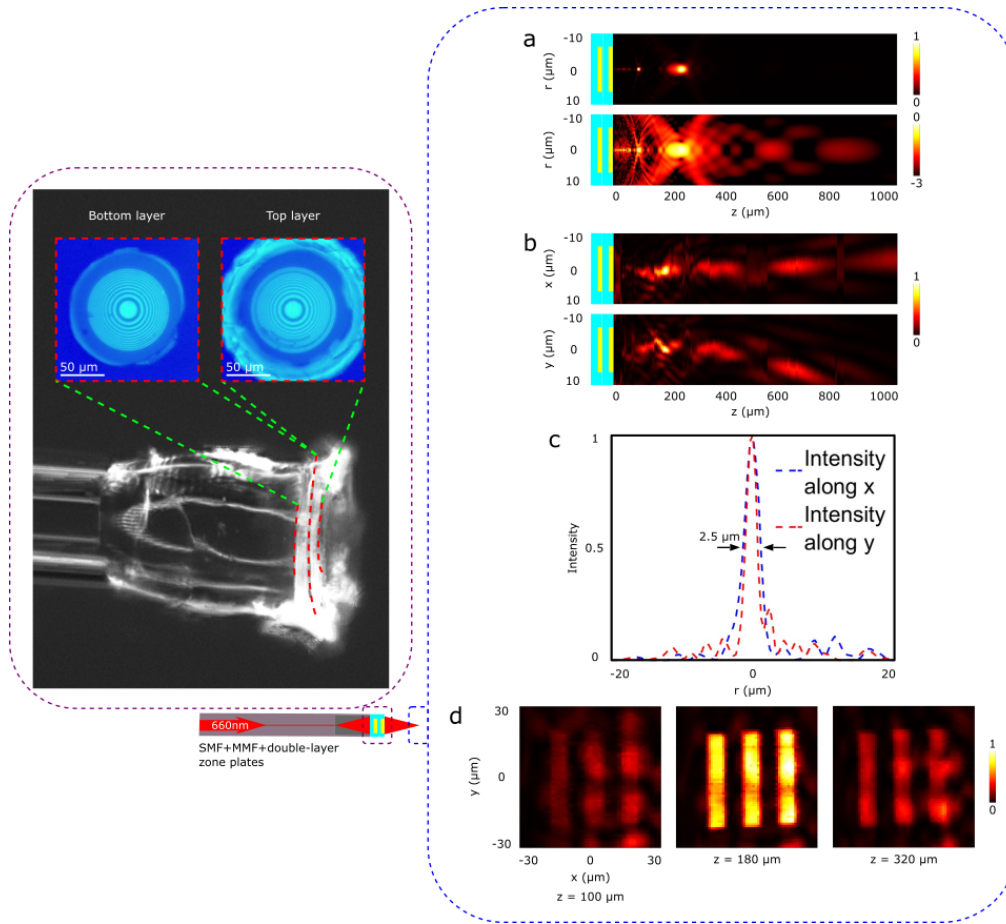 Bottom layer
Top layer
50 µm
50 µm
660nm
SMF+MMF+double-layer
zone plates
a
-10
0
10
r (µm)
1
0
-10
0
10
r (µm)
0
-3
0
200
400
600
800
1000
z (µm)
b
-10
0
10
x (µm)
-10
0
10
y (µm)
1
0
0
200
400
600
800
1000
z (µm)
c
1
0.5
0
Intensity
2.5 µm
Intensity
along x
Intensity
along y
-20
0
20
r (µm)
d
30
0
-30
y (µm)
-30
0
30
x (µm)
z = 100 µm
z = 180 µm
z = 320 µm
1
0